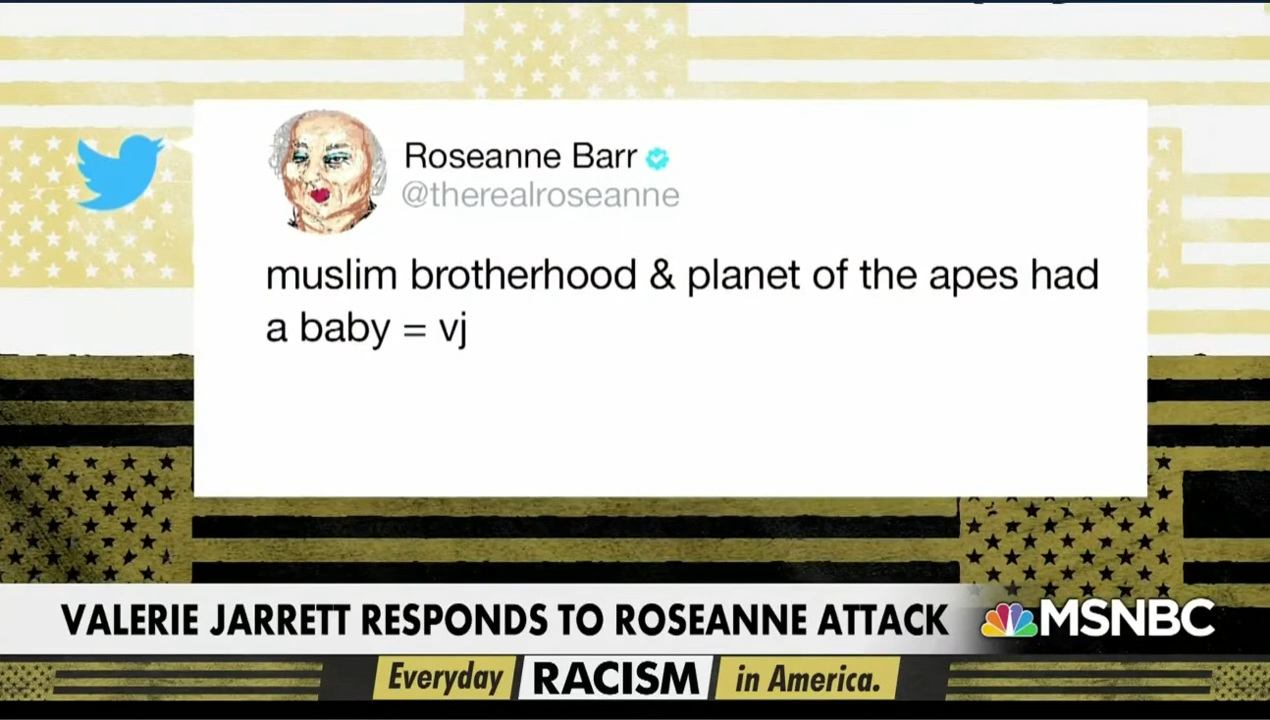 Roseanne Barr
@therealroseanne
muslim brotherhood & planet of the apes had
a baby = vj
VALERIE JARRETT RESPONDS TO ROSEANNE ATTACK
MSNBC
Everyday RACISM in America.